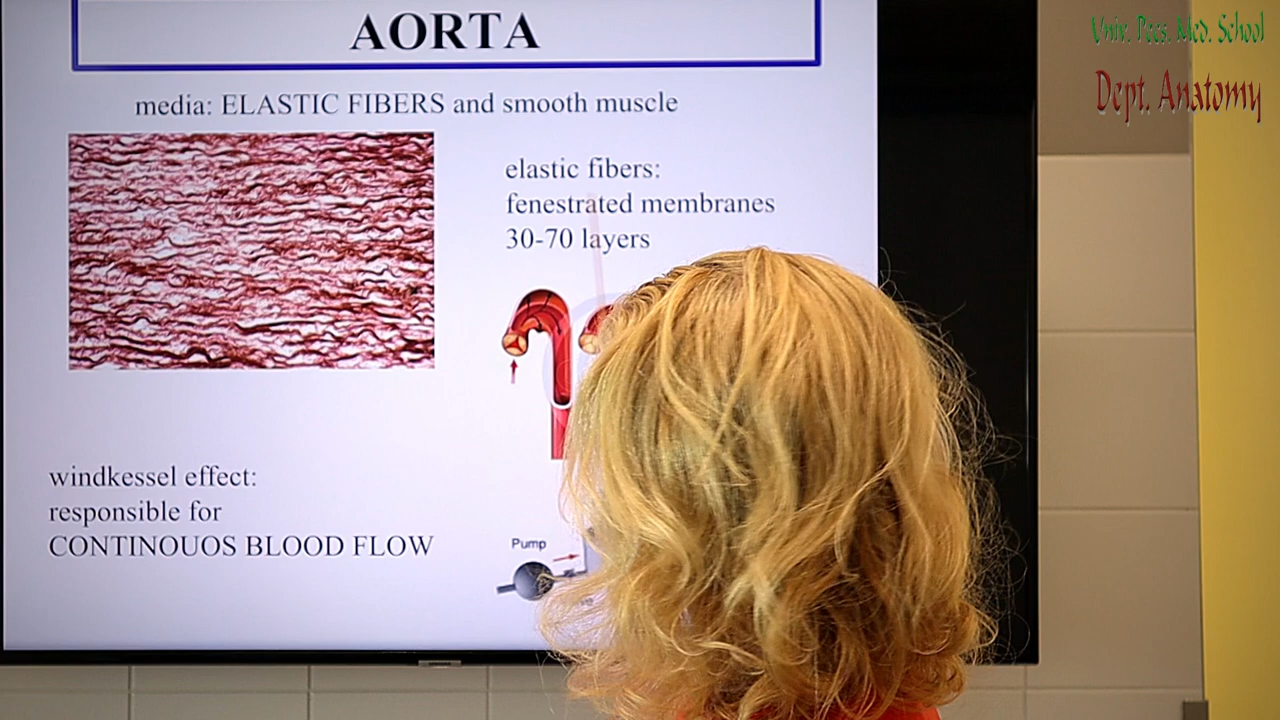 AORTA
Univ. Pecs. Med. School
Dept. Anatomy
media: ELASTIC FIBERS and smooth muscle
elastic fibers:
fenestrated membranes
30-70 layers
windkessel effect:
responsible for
CONTINOUOS BLOOD FLOW
Pump